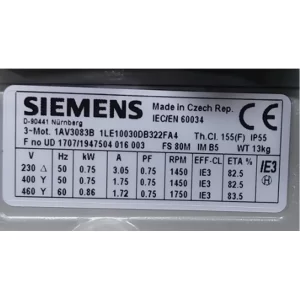 SIEMENS
Made in Czech Rep.
IEC/EN 60034
CE
D-90441 Nürnberg
3-Mot. 1AV3083B 1LE10030DB322FA4 Th.Cl. 155(F) IP55
F no UD 1707/1947504 016 003 FS 80M IM B5 WT 13kg
V Hz kW A PF RPM EFF-CL ETA %
230 Δ 50 0.75 3.05 0.75 1450 IE3 82.5
400 Y 50 0.75 1.75 0.75 1450 IE3 82.5
460 Y 60 0.86 1.72 0.75 1750 IE3 83.5
IE3